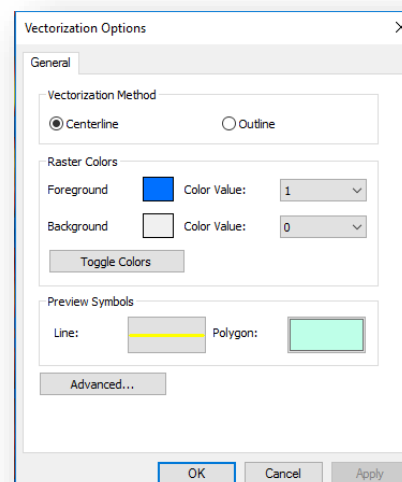 Vectorization Options
General
Vectorization Method
Centerline Outline
Raster Colors
Foreground Color Value: 1
Background Color Value: 0
Toggle Colors
Preview Symbols
Line: Polygon:
Advanced...
OK Cancel Apply